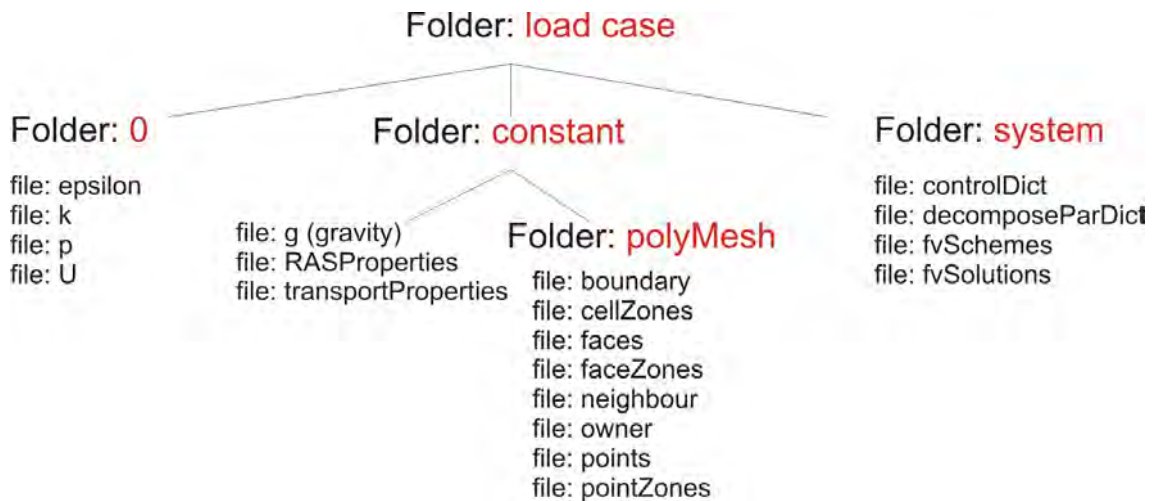 Folder: load case
Folder: 0
file: epsilon
file: k
file: p
file: U
Folder: constant
file: g (gravity)
file: RASProperties
file: transportProperties
Folder: polyMesh
file: boundary
file: cellZones
file: faces
file: faceZones
file: neighbour
file: owner
file: points
file: pointZones
Folder: system
file: controlDict
file: decomposeParDict
file: fvSchemes
file: fvSolutions